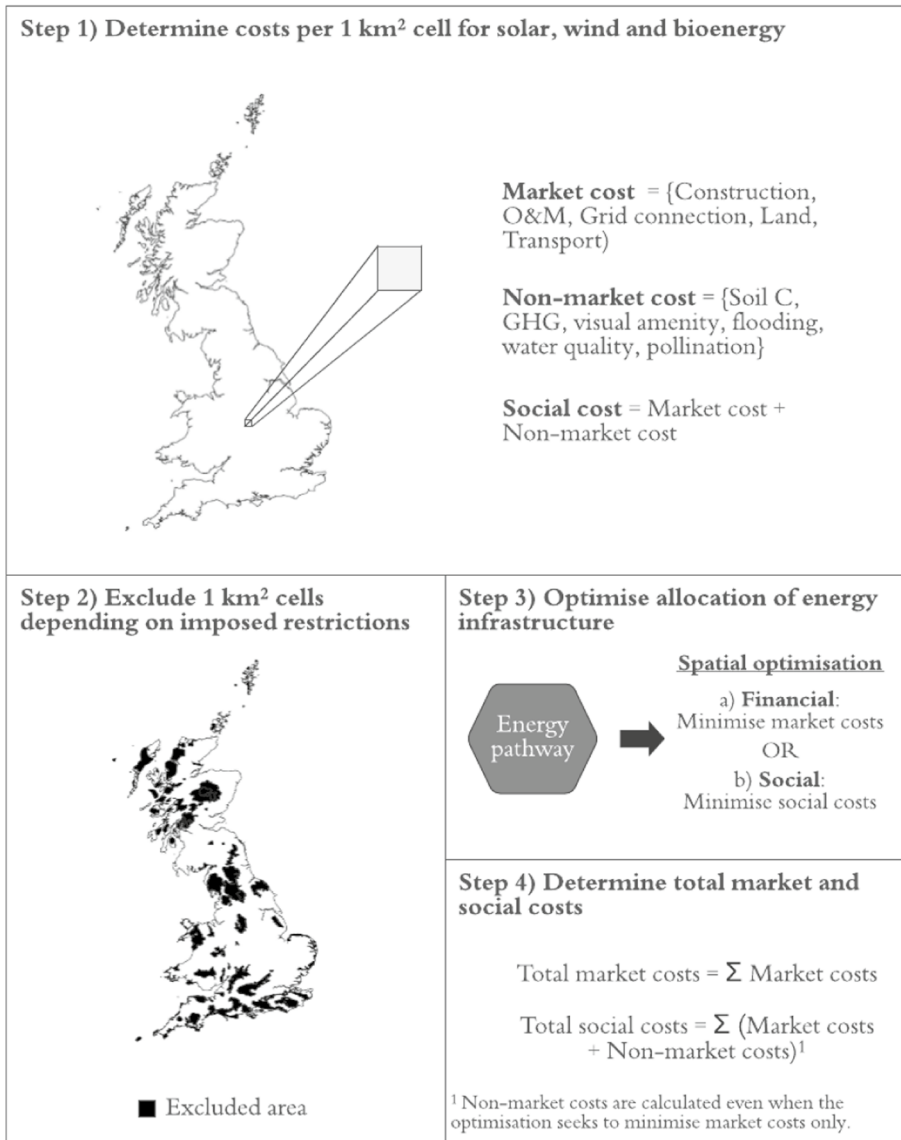 Step 1) Determine costs per 1 km² cell for solar, wind and bioenergy
Market cost = {Construction,
O&M, Grid connection, Land,
Transport)
Non-market cost = {Soil C,
GHG, visual amenity, flooding,
water quality, pollination}
Social cost = Market cost +
Non-market cost
Step 2) Exclude 1 km² cells
depending on imposed restrictions
Excluded area
Step 3) Optimise allocation of energy
infrastructure
Energy
pathway
Spatial optimisation
a) Financial:
Minimise market costs
OR
b) Social:
Minimise social costs
Step 4) Determine total market and
social costs
Total market costs = Σ Market costs
Total social costs = Σ (Market costs
+ Non-market costs)¹
¹ Non-market costs are calculated even when the
optimisation seeks to minimise market costs only.